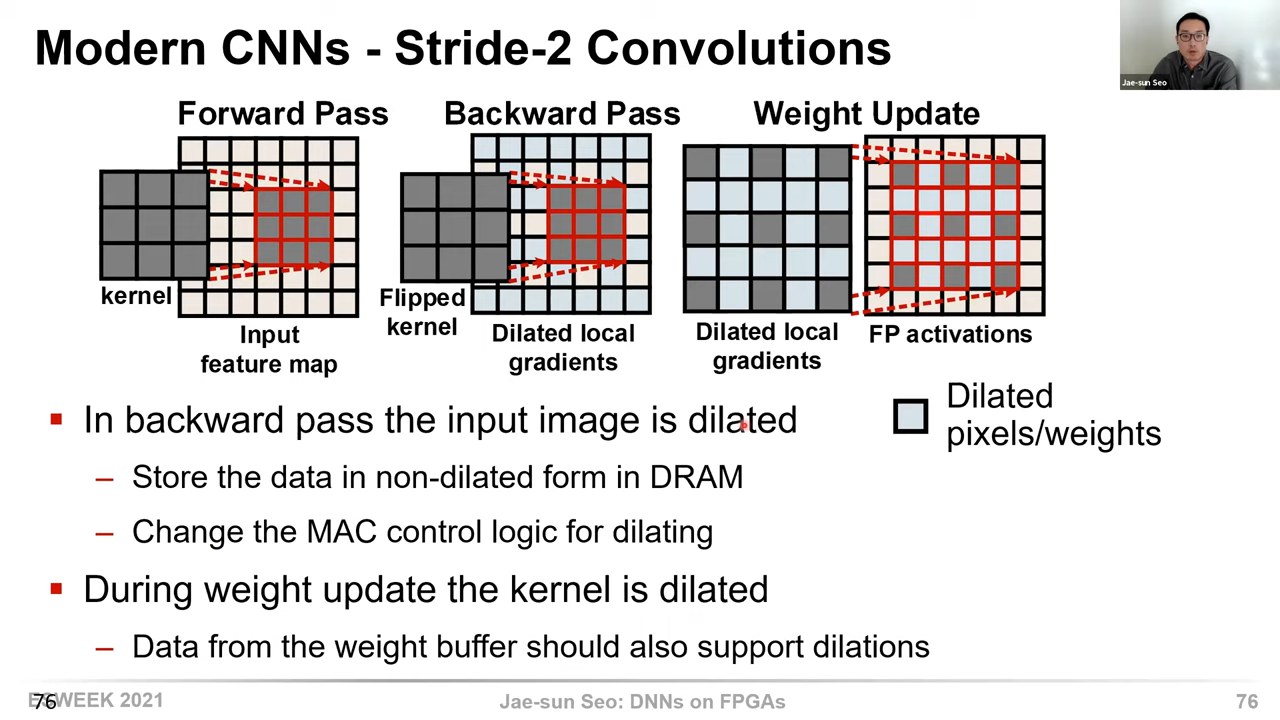 Modern CNNs - Stride-2 Convolutions
Jae-sun Seo
Forward Pass
Backward Pass
Weight Update
kernel
Input
feature map
Flipped
kernel
Dilated local
gradients
Dilated local
gradients
FP activations
Dilated
pixels/weights
▪ In backward pass the input image is dilated
– Store the data in non-dilated form in DRAM
– Change the MAC control logic for dilating
▪ During weight update the kernel is dilated
– Data from the weight buffer should also support dilations
ESWEEK 2021
76
Jae-sun Seo: DNNs on FPGAs
76